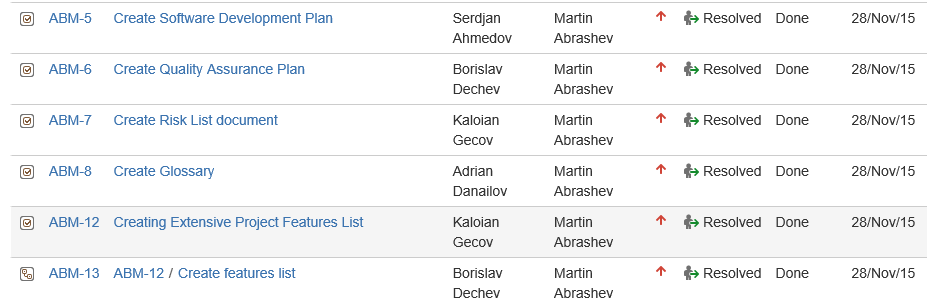 ABM-5 Create Software Development Plan Serdjan Martin Resolved Done 28/Nov/15
Ahmedov Abrashev
ABM-6 Create Quality Assurance Plan Borislav Martin Resolved Done 28/Nov/15
Dechev Abrashev
ABM-7 Create Risk List document Kaloian Martin Resolved Done 28/Nov/15
Gecov Abrashev
ABM-8 Create Glossary Adrian Martin Resolved Done 28/Nov/15
Danailov Abrashev
ABM-12 Creating Extensive Project Features List Kaloian Martin Resolved Done 28/Nov/15
Gecov Abrashev
ABM-13 ABM-12 / Create features list Borislav Martin Resolved Done 28/Nov/15
Dechev Abrashev